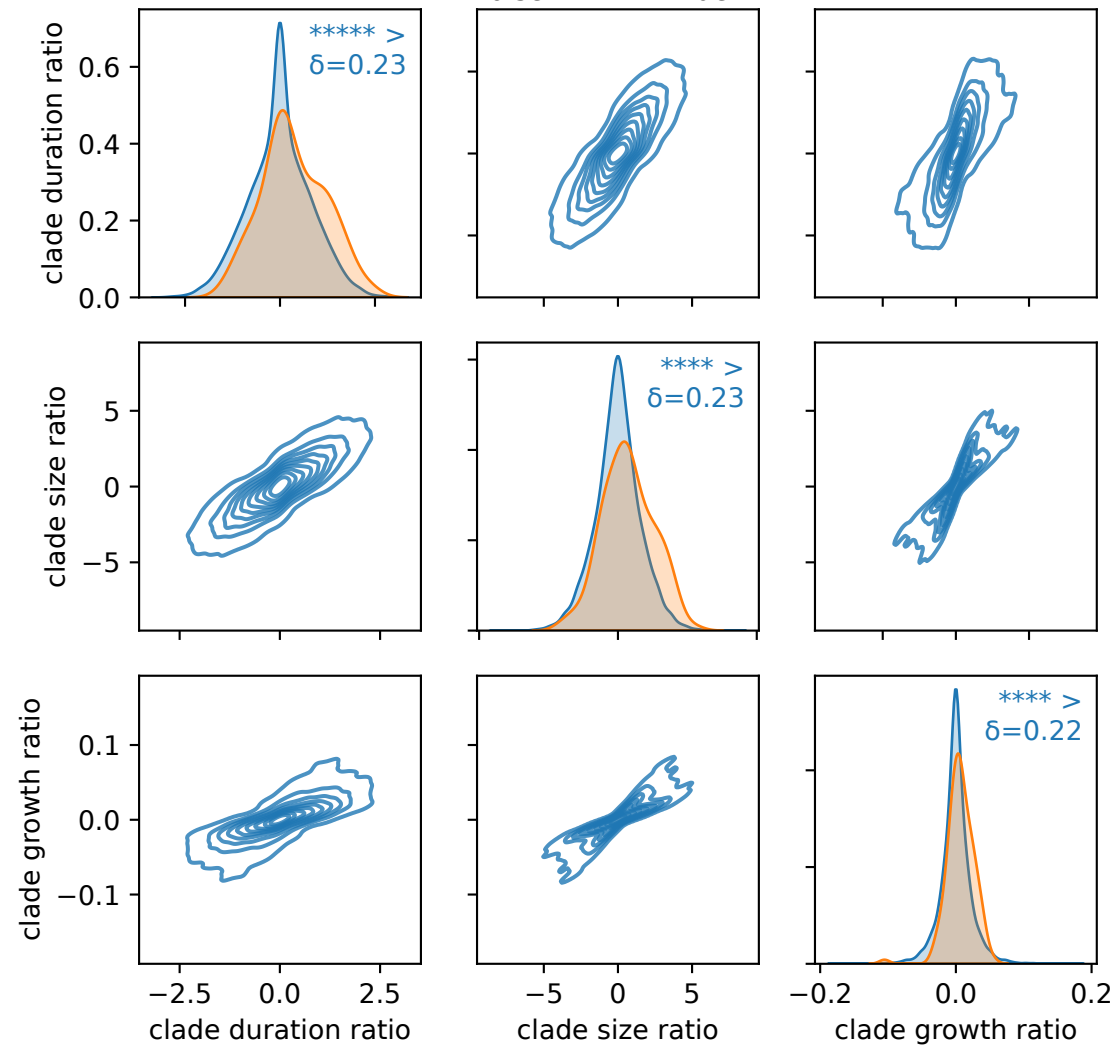 clade duration ratio
0.6
0.4
0.2
0.0
***** >
δ=0.23
clade size ratio
5
0
−5
**** >
δ=0.23
clade growth ratio
0.1
0.0
−0.1
**** >
δ=0.22
−2.5 0.0 2.5
−5 0 5
−0.2 0.0 0.2
clade duration ratio
clade size ratio
clade growth ratio